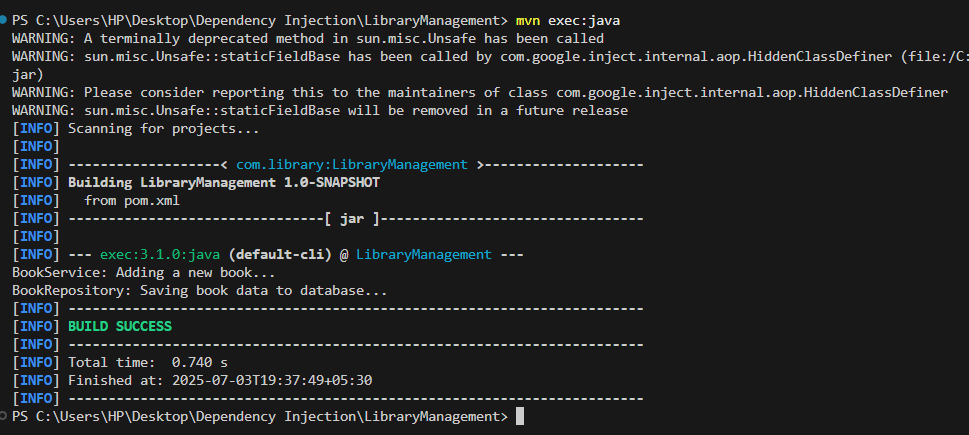 PS C:\Users\HP\Desktop\Dependency Injection\LibraryManagement> mvn exec:java
WARNING: A terminally deprecated method in sun.misc.Unsafe has been called
WARNING: sun.misc.Unsafe::staticFieldBase has been called by com.google.inject.internal.aop.HiddenClassDefiner (file:/C:
jar)
WARNING: Please consider reporting this to the maintainers of class com.google.inject.internal.aop.HiddenClassDefiner
WARNING: sun.misc.Unsafe::staticFieldBase will be removed in a future release
[INFO] Scanning for projects...
[INFO]
[INFO] -------------------< com.library:LibraryManagement >--------------------
[INFO] Building LibraryManagement 1.0-SNAPSHOT
[INFO]   from pom.xml
[INFO] --------------------------------[ jar ]---------------------------------
[INFO]
[INFO] --- exec:3.1.0:java (default-cli) @ LibraryManagement ---
BookService: Adding a new book...
BookRepository: Saving book data to database...
[INFO] ------------------------------------------------------------------------
[INFO] BUILD SUCCESS
[INFO] ------------------------------------------------------------------------
[INFO] Total time:  0.740 s
[INFO] Finished at: 2025-07-03T19:37:49+05:30
[INFO] ------------------------------------------------------------------------
PS C:\Users\HP\Desktop\Dependency Injection\LibraryManagement>